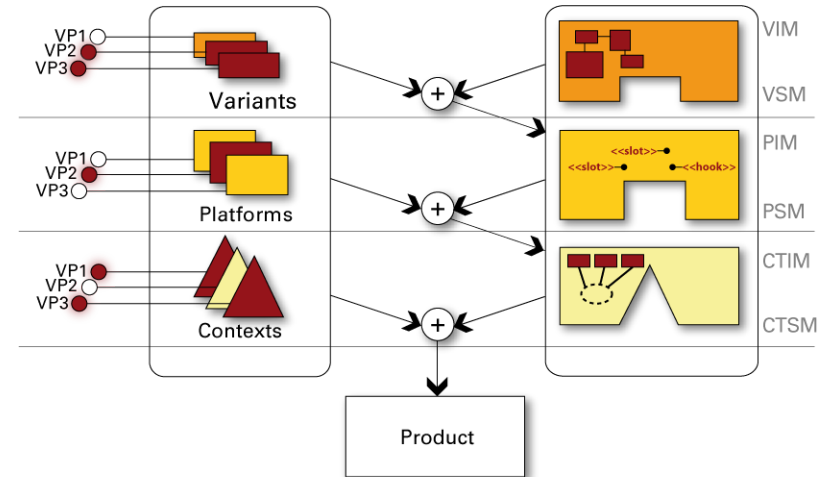 VP1
VP2
VP3
Variants
+
VIM
VSM
VP1
VP2
VP3
Platforms
+
<<slot>>
<<slot>>
<<hook>>
PIM
PSM
VP1
VP2
VP3
Contexts
+
CTIM
CTSM
Product